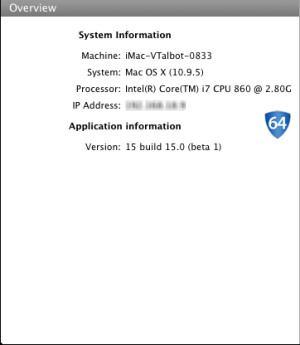 Overview
System Information
Machine: iMac-VTalbot-0833
System: Mac OS X (10.9.5)
Processor: Intel(R) Core(TM) i7 CPU 860 @ 2.80G
IP Address:
Application information
64
Version: 15 build 15.0 (beta 1)